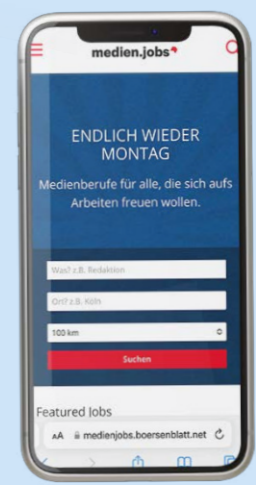 medien.jobs
ENDLICH WIEDER
MONTAG
Medienberufe für alle, die sich aufs
Arbeiten freuen wollen.
Was? z.B. Redaktion
Ort? z.B. Köln
100 km
Suchen
Featured Jobs
AA medienjobs.boersenblatt.net